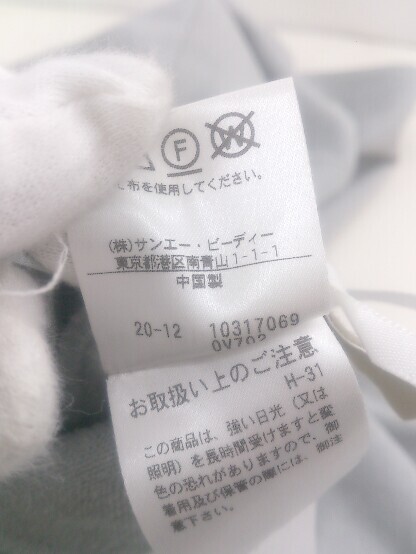 F W
布を使用してください。
(株)サンエー・ビーディー
東京都港区南青山1-1-1
中国製
20-12 10317069
0V702
お取扱い上のご注意
H-31
この商品は、強い日光(又は
照明)を長時間受けますと変
色の恐れがありますので、御
着用及び保管の際には、御注
意下さい。